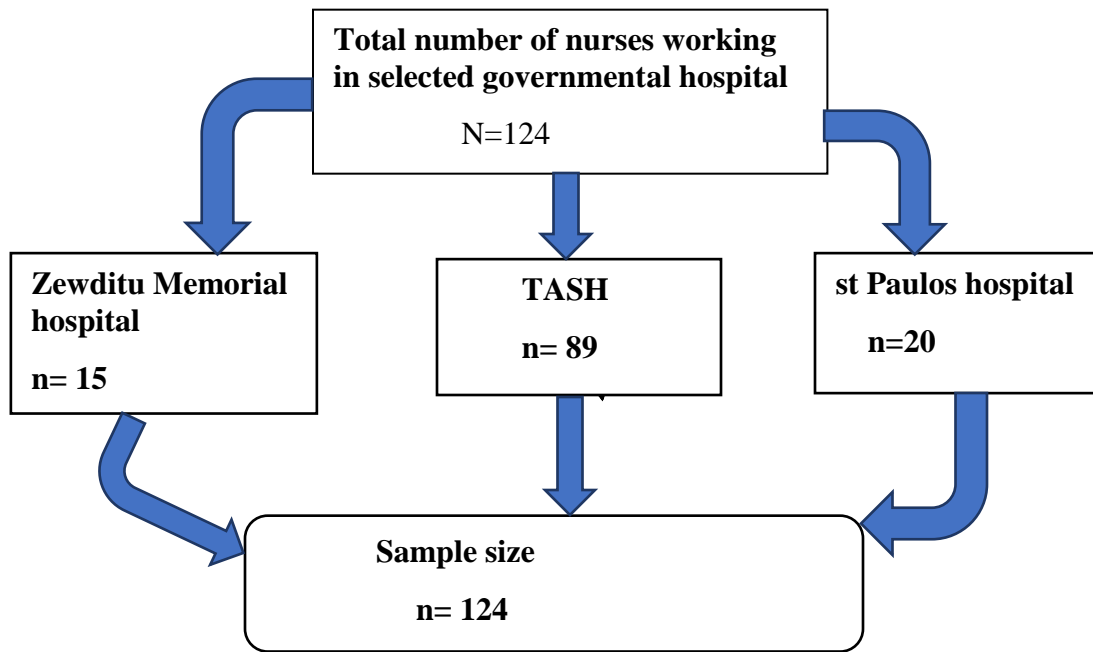 Total number of nurses working
in selected governmental hospital
N=124
Zewditu Memorial
hospital
n= 15
TASH
n= 89
st Paulos hospital
n=20
Sample size
n= 124